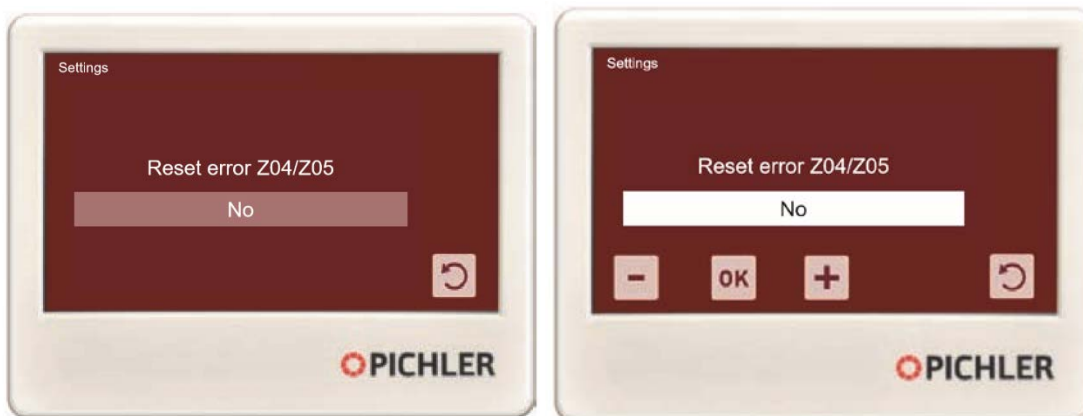 Settings
Reset error Z04/Z05
No
PICHLER
Settings
Reset error Z04/Z05
No
- OK +
PICHLER